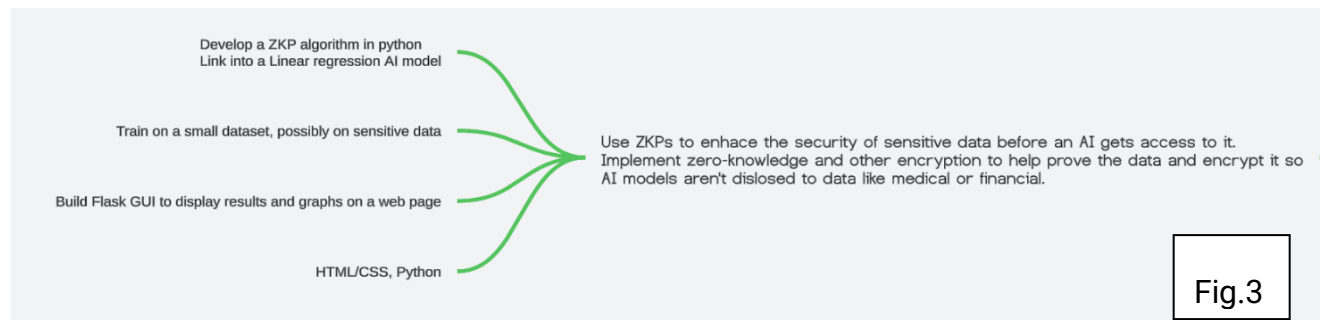 Develop a ZKP algorithm in python
Link into a Linear regression AI model
Train on a small dataset, possibly on sensitive data
Build Flask GUI to display results and graphs on a web page
HTML/CSS, Python
Use ZKPs to enhace the security of sensitive data before an AI gets access to it.
Implement zero-knowledge and other encryption to help prove the data and encrypt it so
AI models aren't dislosed to data like medical or financial.
Fig.3